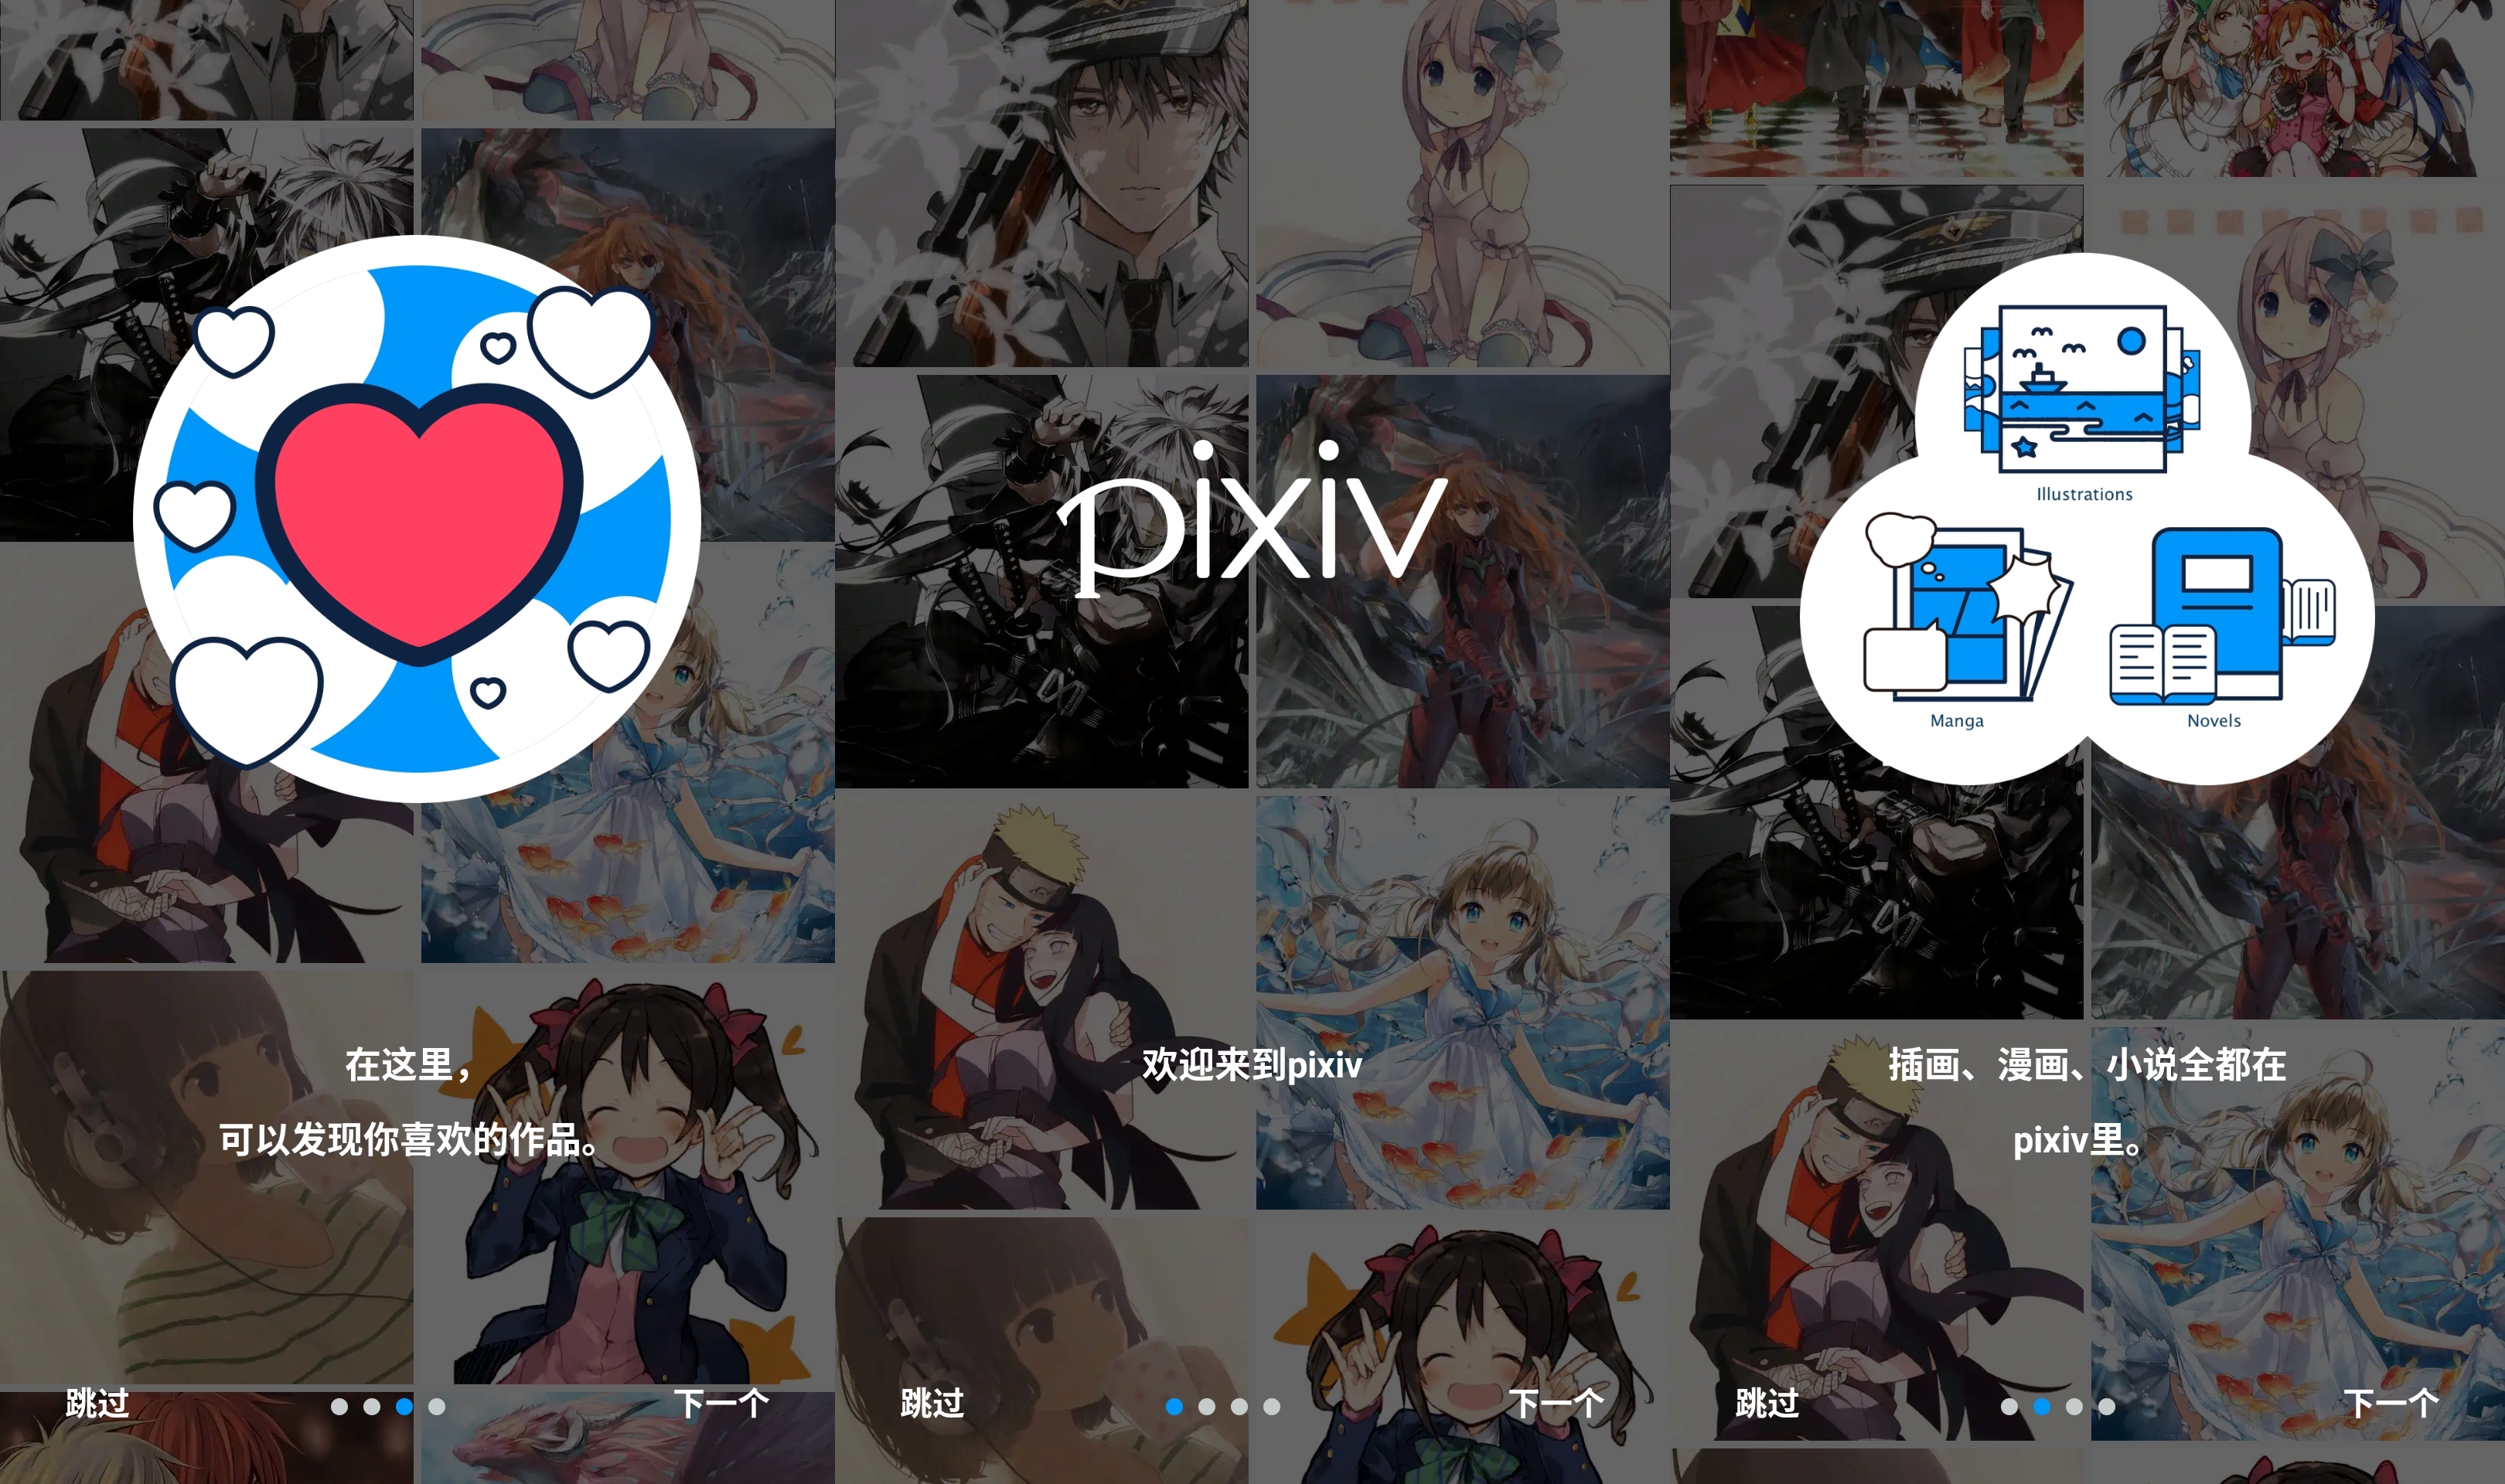 在这里，
可以发现你喜欢的作品。
跳过
下一个
pixiv
欢迎来到pixiv
跳过
下一个
Illustrations
Manga
Novels
插画、漫画、小说全都在
pixiv里。
跳过
下一个